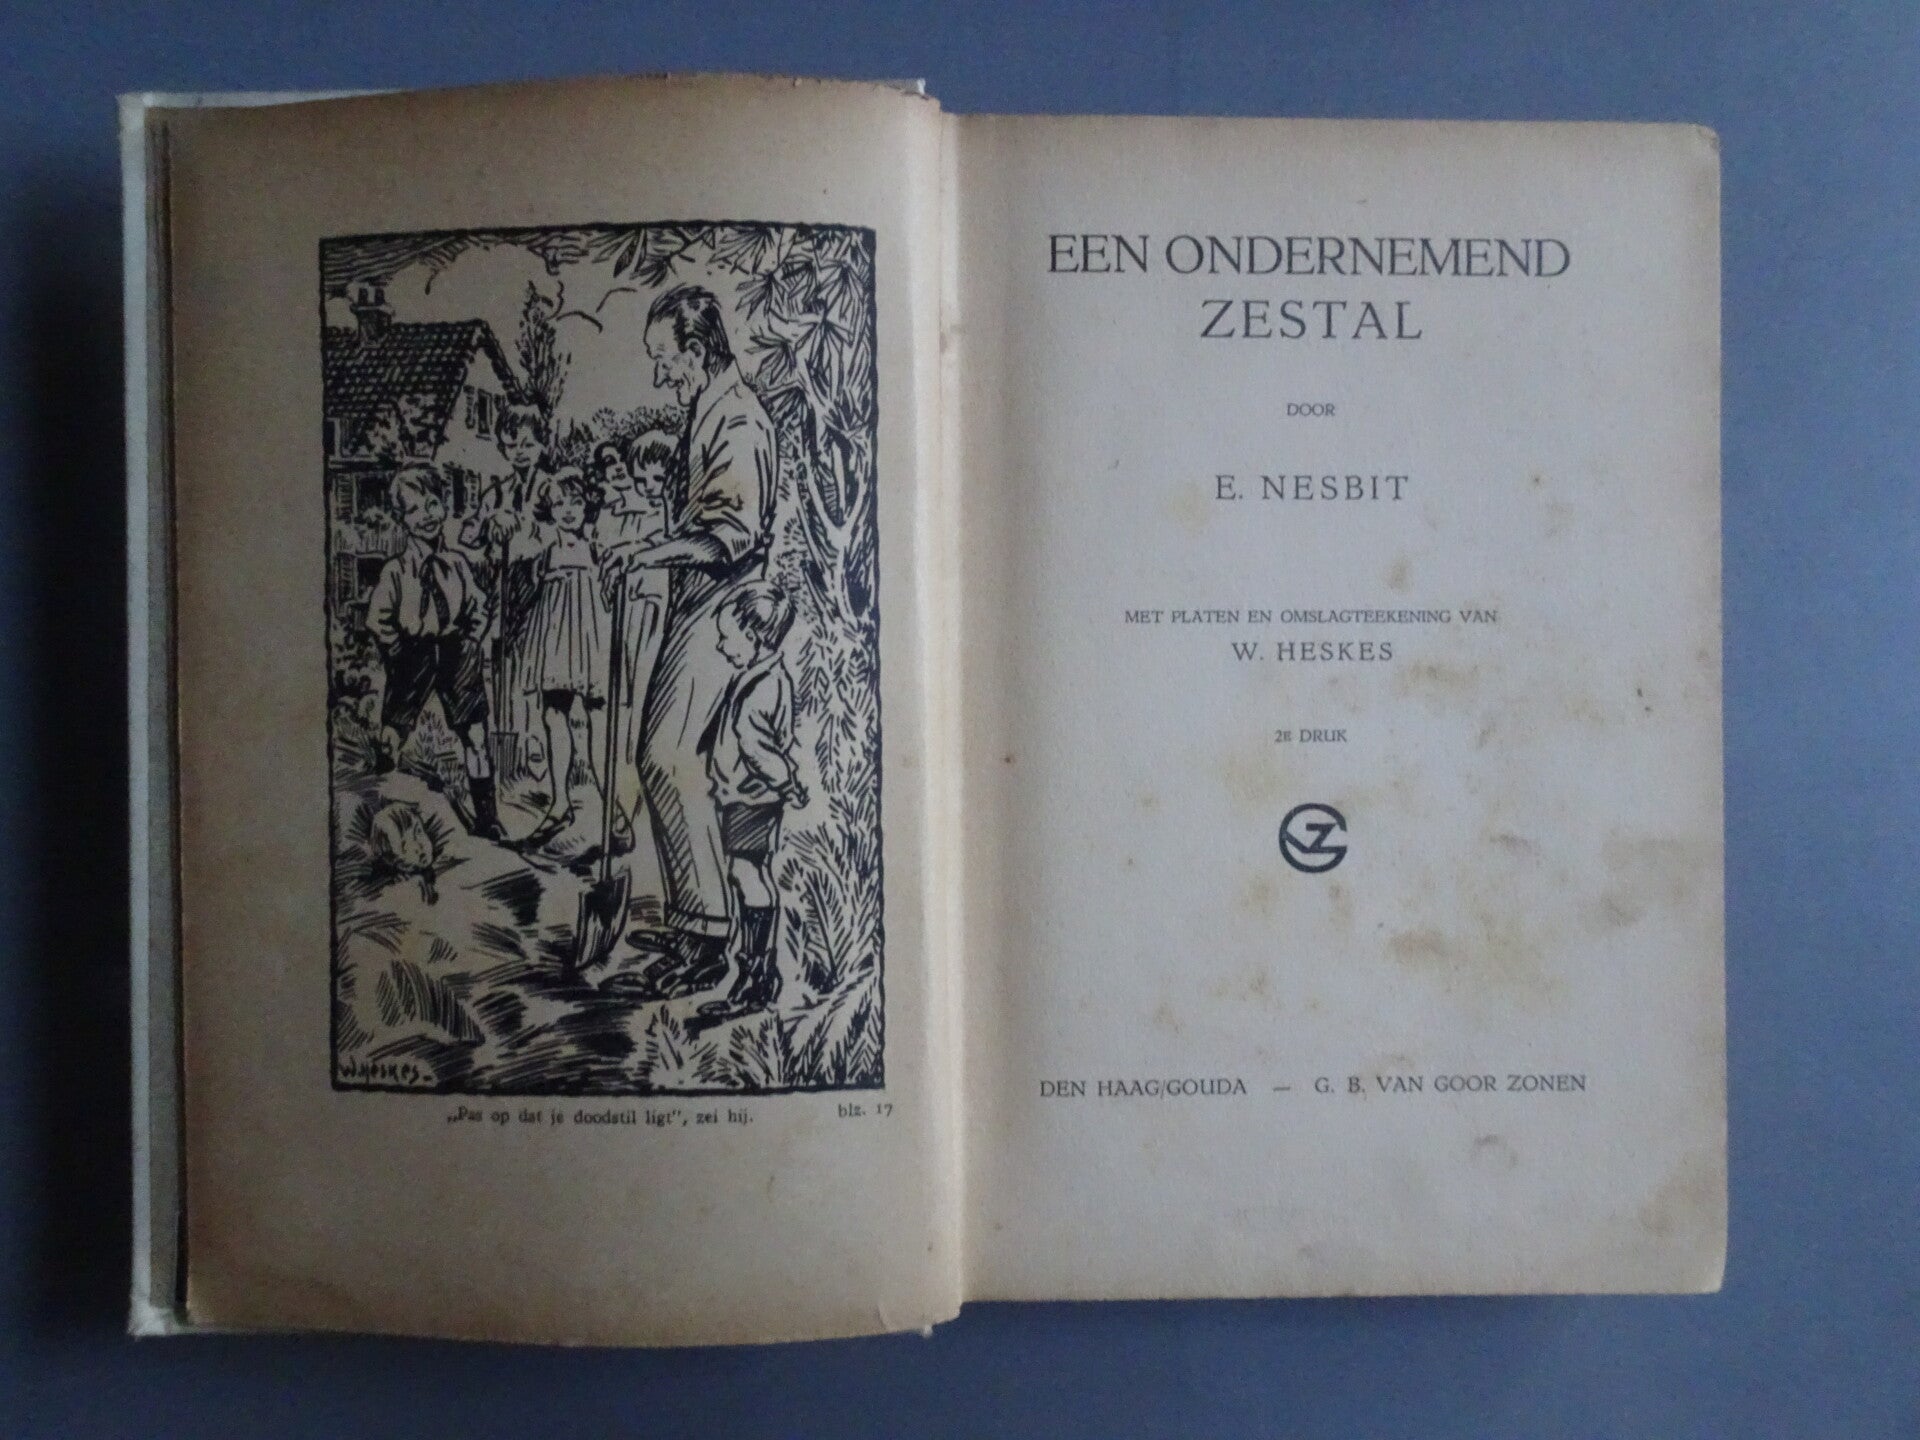 W. HESKES_
„Pas op dat je doodstil ligt", zei hij. blz. 17
EEN ONDERNEMEND
ZESTAL
DOOR
E. NESBIT
MET PLATEN EN OMSLAGTEEKENING VAN
W. HESKES
2E DRUK
GZ
DEN HAAG/GOUDA — G. B. VAN GOOR ZONEN